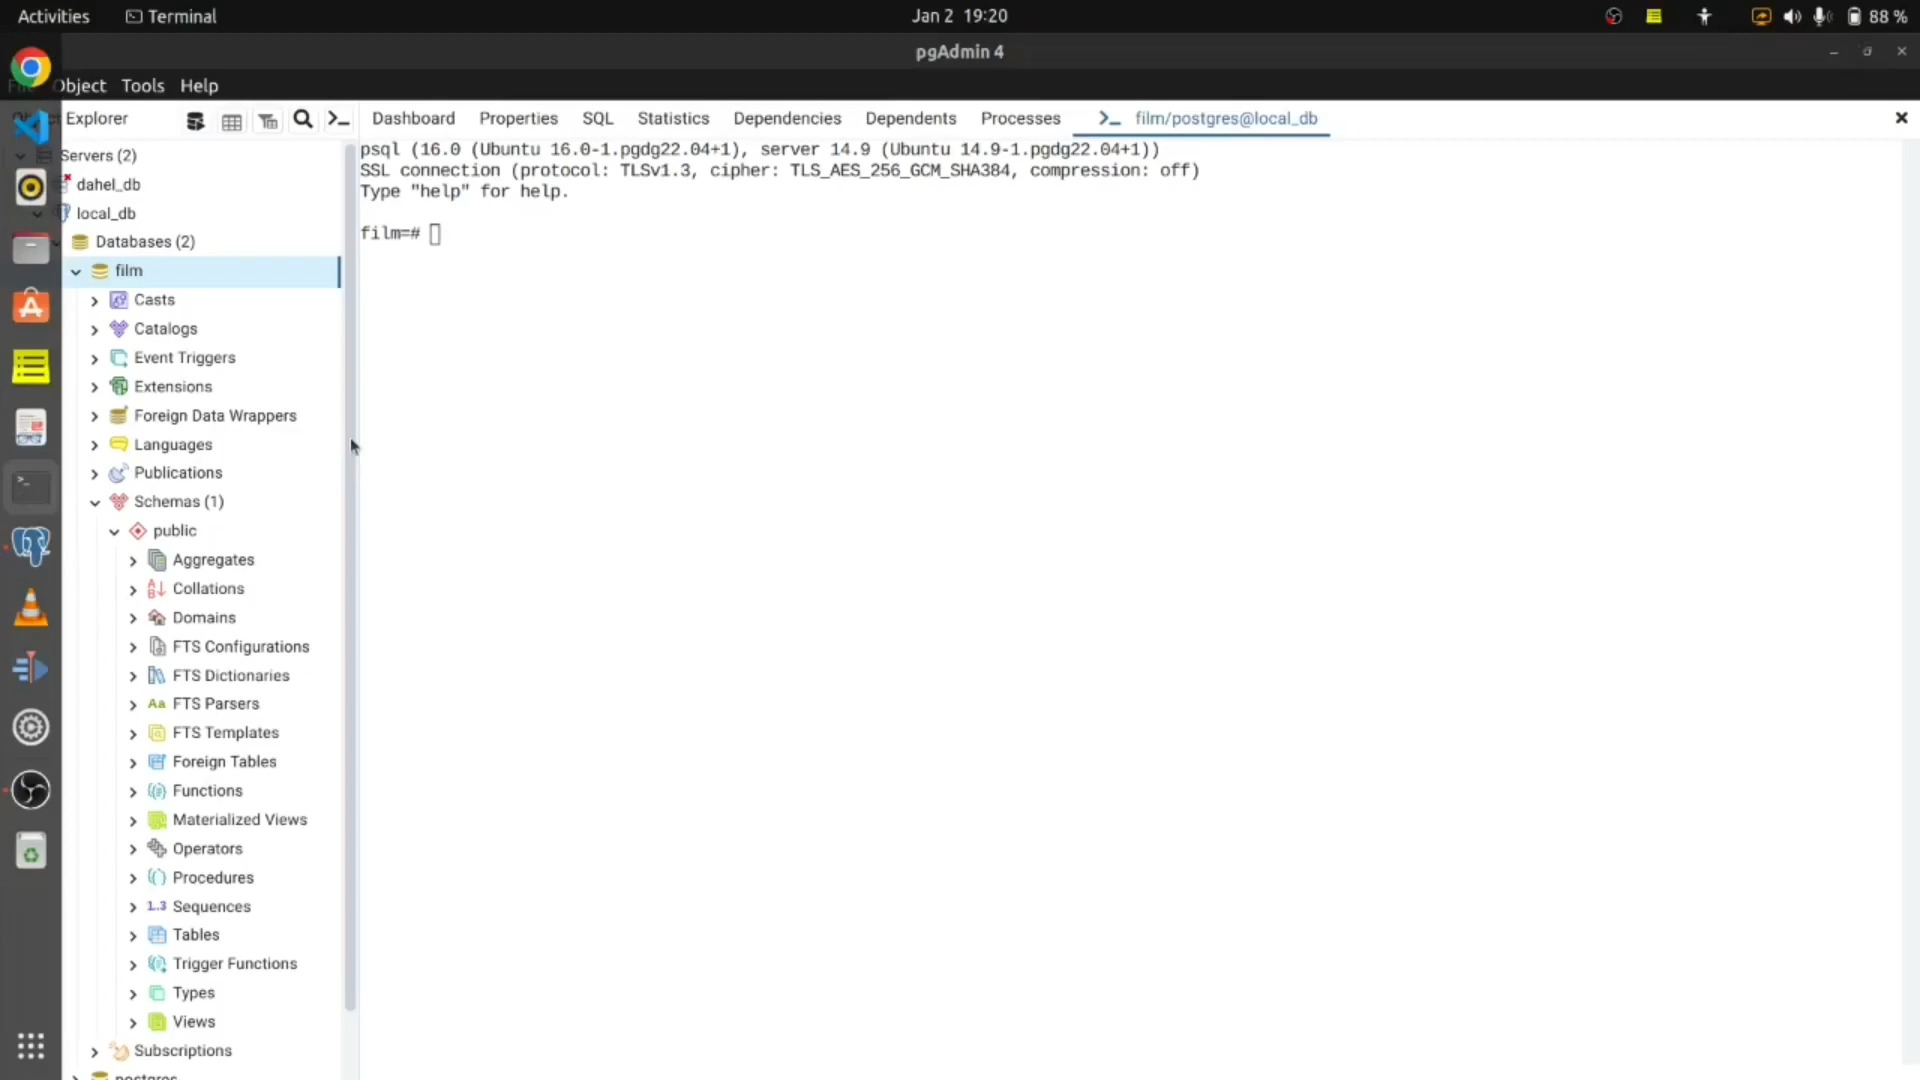 Activities
Terminal
Jan 2 19:20
88 %
pgAdmin 4
Object Tools Help
Explorer
Dashboard Properties SQL Statistics Dependencies Dependents Processes film/postgres@local_db
Servers (2)
dahel_db
local_db
Databases (2)
film
Casts
Catalogs
Event Triggers
Extensions
Foreign Data Wrappers
Languages
Publications
Schemas (1)
public
Aggregates
Collations
Domains
FTS Configurations
FTS Dictionaries
Aa FTS Parsers
FTS Templates
Foreign Tables
Functions
Materialized Views
Operators
Procedures
1..3 Sequences
Tables
Trigger Functions
Types
Views
Subscriptions
postgres
psql (16.0 (Ubuntu 16.0-1.pgdg22.04+1), server 14.9 (Ubuntu 14.9-1.pgdg22.04+1))
SSL connection (protocol: TLSv1.3, cipher: TLS_AES_256_GCM_SHA384, compression: off)
Type "help" for help.
film=#